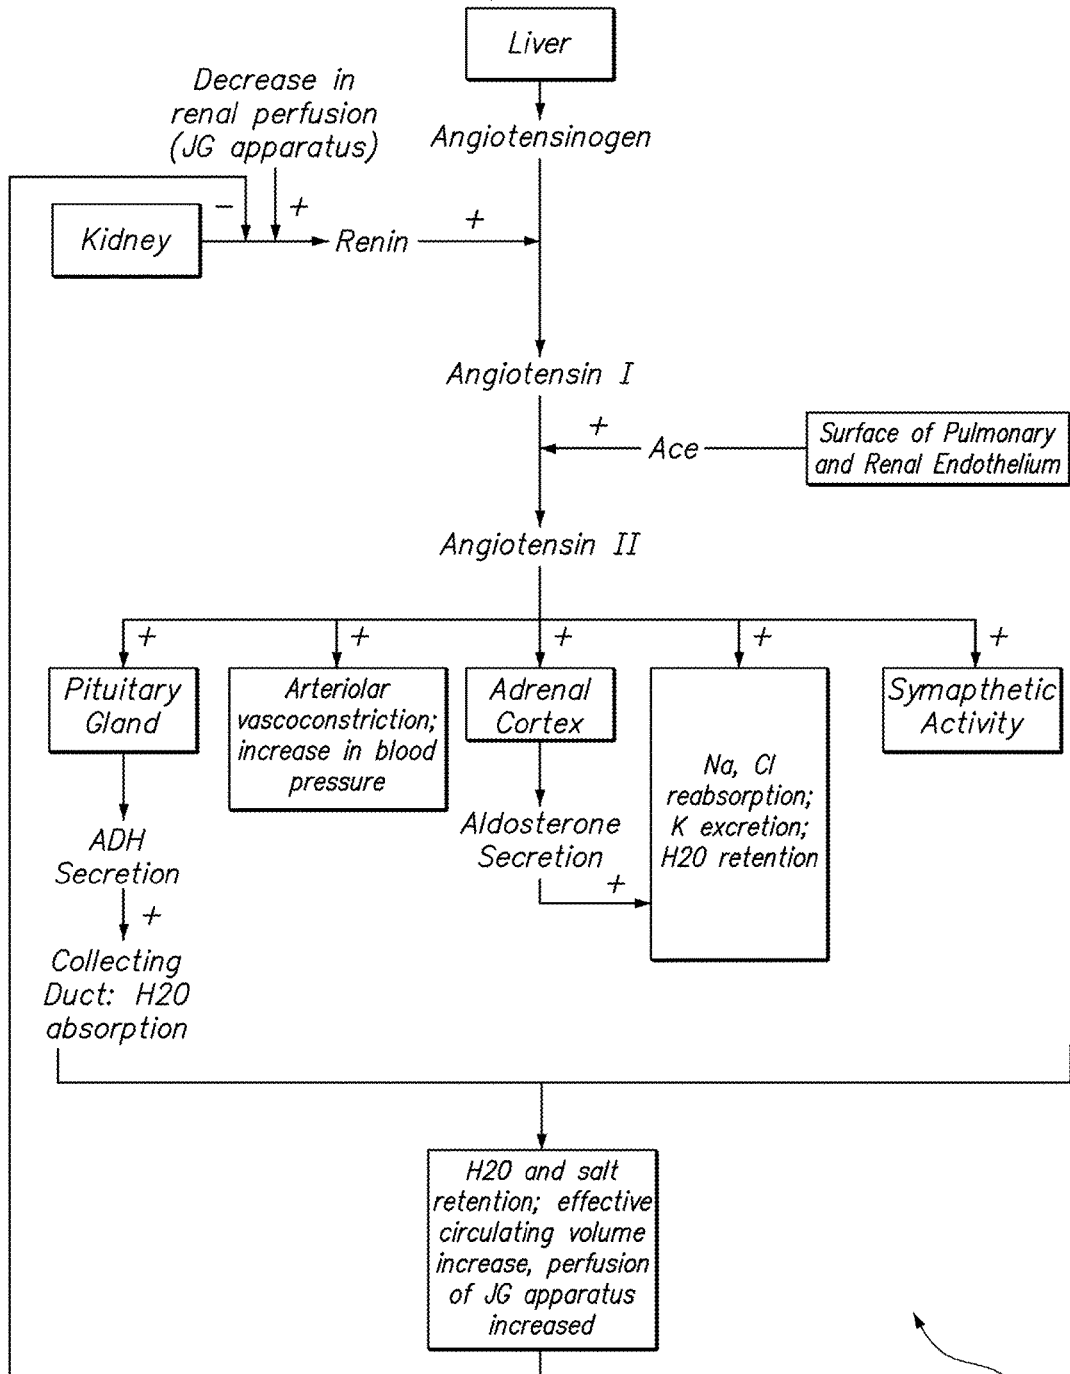 Liver
Decrease in
renal perfusion
(JG apparatus)
Angiotensinogen
−
+
Kidney
Renin
+
Angiotensin I
+
Ace
Surface of Pulmonary
and Renal Endothelium
Angiotensin II
+
+
+
+
+
Pituitary
Gland
Arteriolar
vascoconstriction;
increase in blood
pressure
Adrenal
Cortex
Na, Cl
reabsorption;
K excretion;
H20 retention
Symapthetic
Activity
ADH
Secretion
Aldosterone
Secretion
+
+
Collecting
Duct: H20
absorption
H20 and salt
retention; effective
circulating volume
increase, perfusion
of JG apparatus
increased